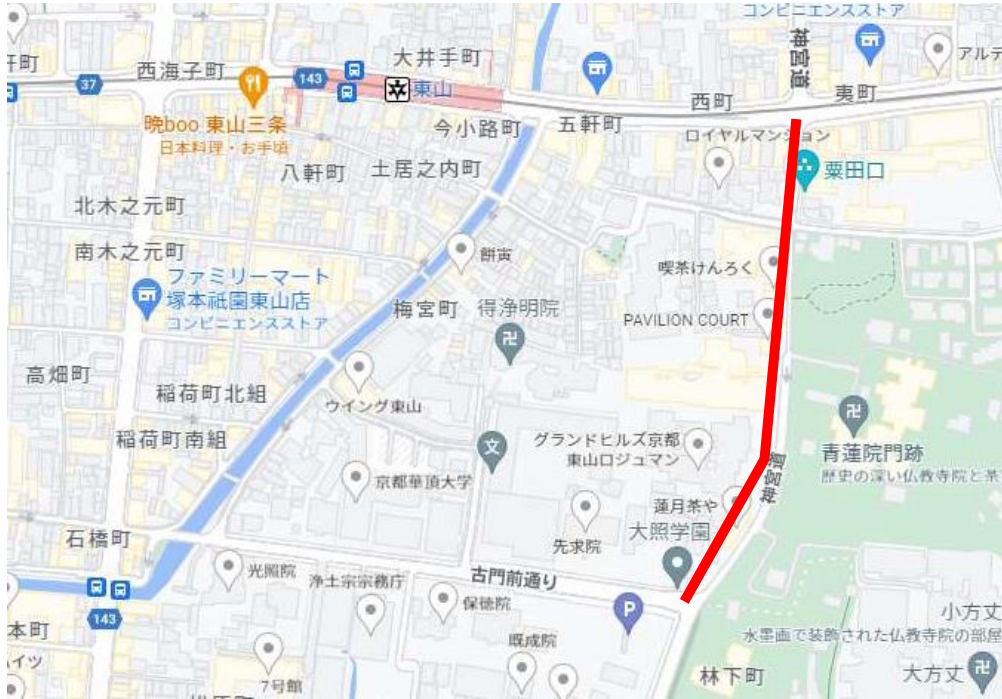 コンビニエンスストア
神宮道
アルテ
大井手町
西海子町
143
37
東山
西町
夷町
晩boo 東山三条
日本料理・お手頃
今小路町
五軒町
ロイヤルマンション
粟田口
八軒町
土居之内町
北木之元町
南木之元町
餅寅
喫茶けんろく
ファミリーマート
塚本祇園東山店
コンビニエンスストア
梅宮町
得浄明院
PAVILION COURT
高畑町
稲荷町北組
ウイング東山
稲荷町南組
グランドヒルズ京都
東山ロジュマン
青蓮院門跡
歴史の深い仏教寺院と茶
神宮道
京都華頂大学
文
蓮月茶や
先求院
大照学園
石橋町
光照院
浄土宗宗務庁
古門前通り
保徳院
P
143
既成院
小方丈
水墨画で装飾された仏教寺院の部屋
本町
ハイツ
7号館
林下町
大方丈